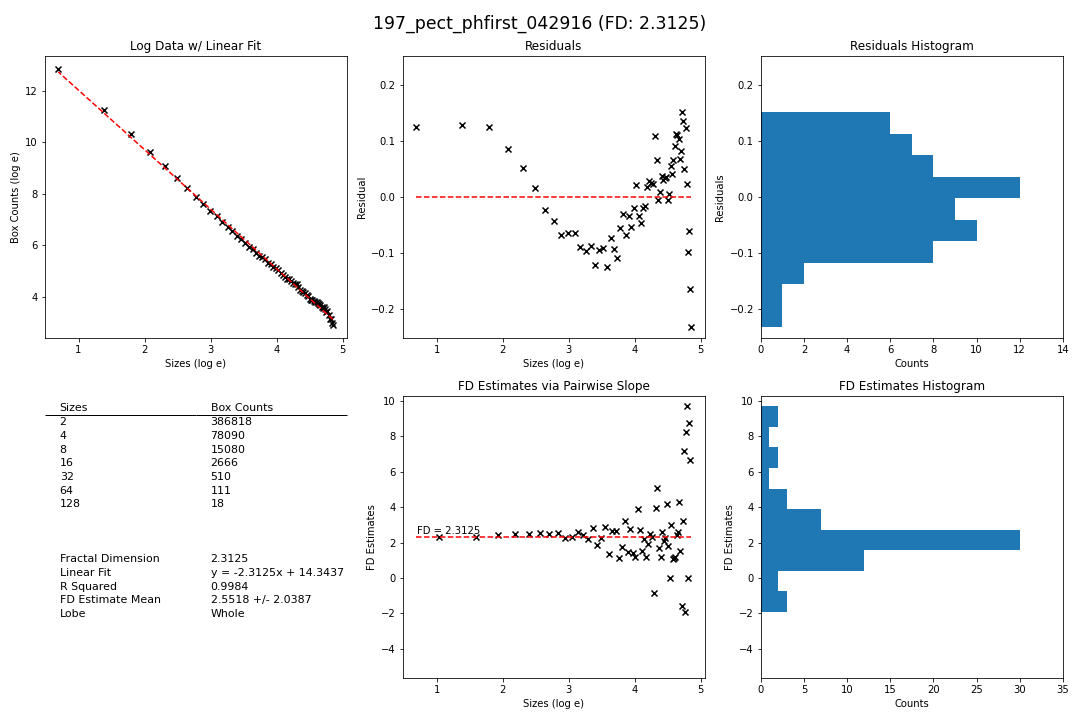 197_pect_phfirst_042916 (FD: 2.3125)
Log Data w/ Linear Fit
Box Counts (log e)
12
10
8
6
4
1 2 3 4 5
Sizes (log e)
Residuals
Residual
0.2
0.1
0.0
−0.1
−0.2
1 2 3 4 5
Sizes (log e)
Residuals Histogram
Residuals
0.2
0.1
0.0
−0.1
−0.2
0 2 4 6 8 10 12 14
Counts
Sizes Box Counts
2 386818
4 78090
8 15080
16 2666
32 510
64 111
128 18
Fractal Dimension 2.3125
Linear Fit y = -2.3125x + 14.3437
R Squared 0.9984
FD Estimate Mean 2.5518 +/- 2.0387
Lobe Whole
FD Estimates via Pairwise Slope
FD Estimates
10
8
6
4
2
0
−2
−4
FD = 2.3125
1 2 3 4 5
Sizes (log e)
FD Estimates Histogram
FD Estimates
10
8
6
4
2
0
−2
−4
0 5 10 15 20 25 30 35
Counts